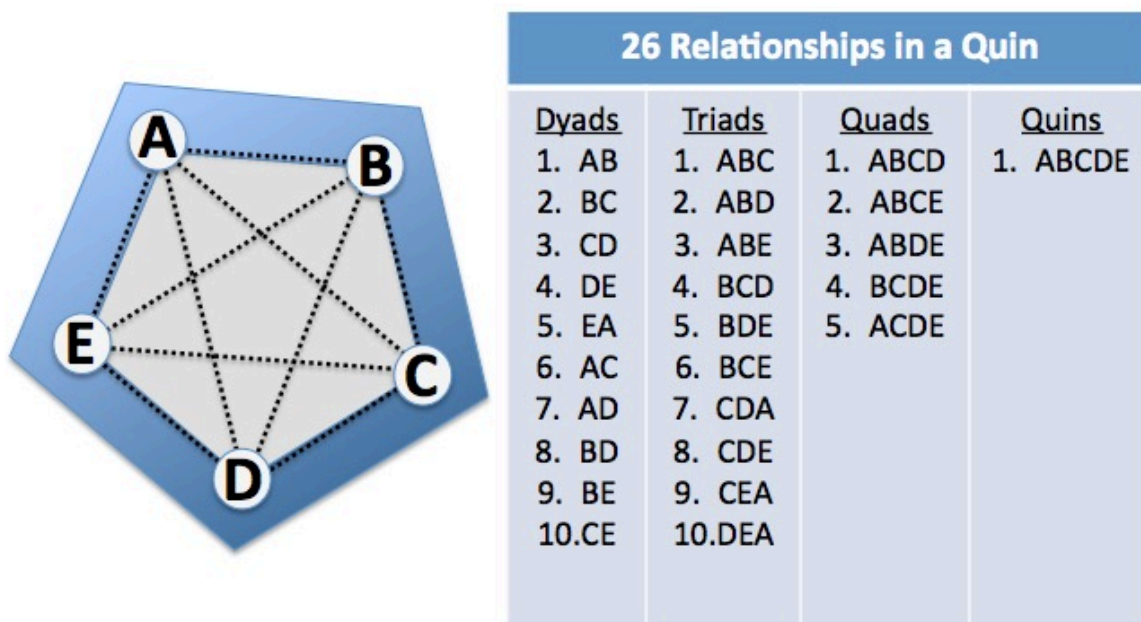 A
B
E
C
D
26 Relationships in a Quin
Dyads
1. AB
2. BC
3. CD
4. DE
5. EA
6. AC
7. AD
8. BD
9. BE
10.CE
Triads
1. ABC
2. ABD
3. ABE
4. BCD
5. BDE
6. BCE
7. CDA
8. CDE
9. CEA
10.DEA
Quads
1. ABCD
2. ABCE
3. ABDE
4. BCDE
5. ACDE
Quins
1. ABCDE